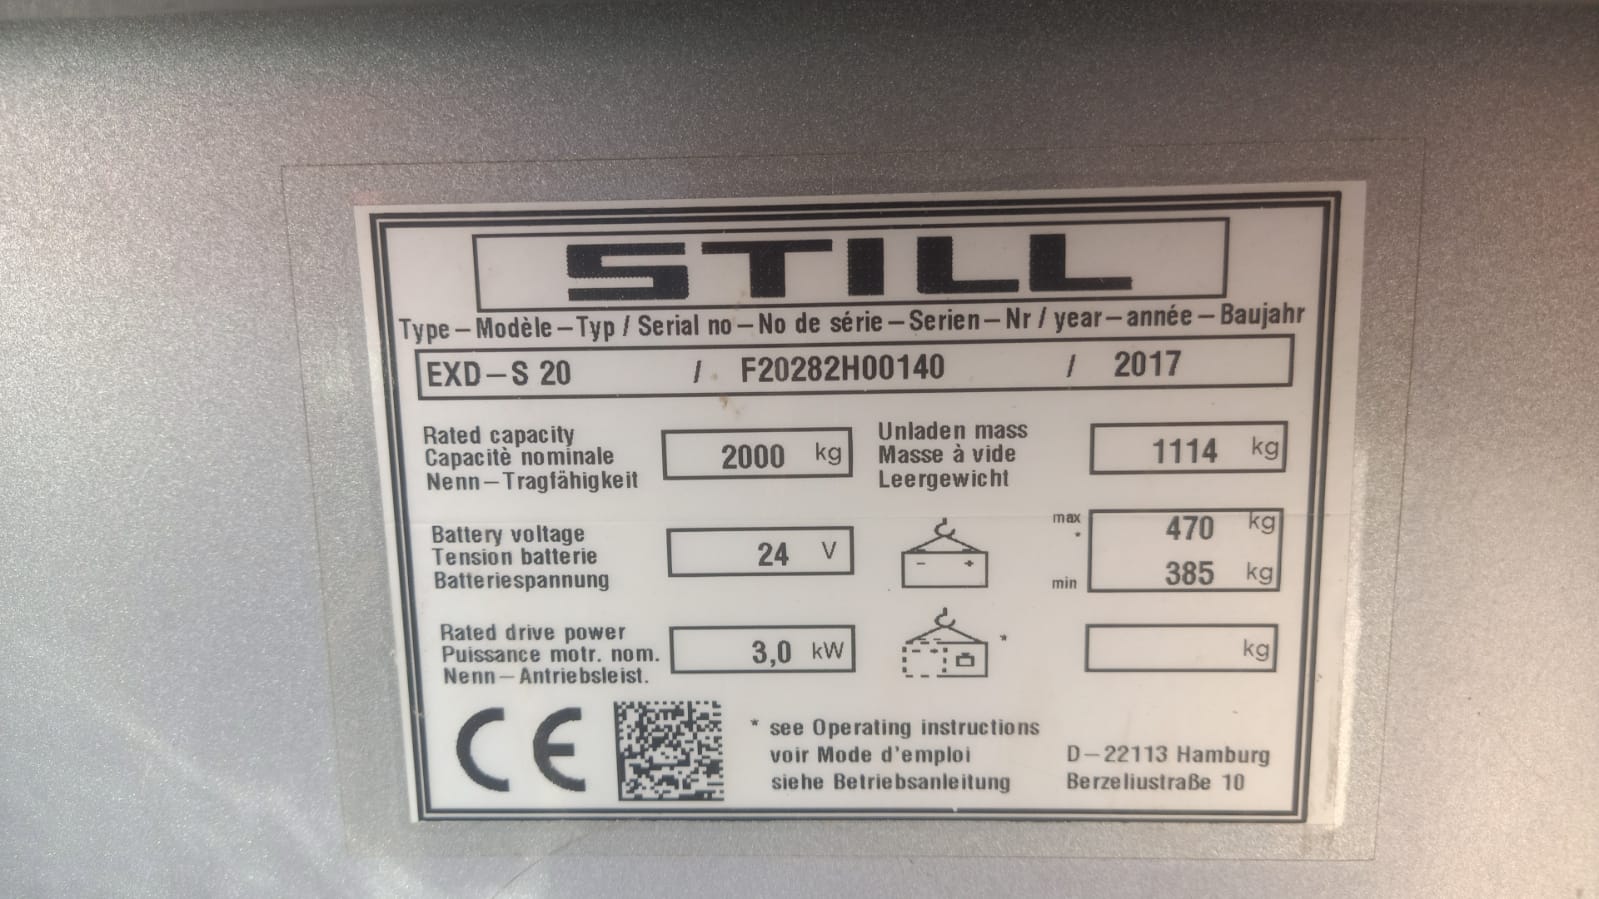 STILL
Type – Modèle – Typ / Serial no – No de série – Serien – Nr / year – année – Baujahr
EXD – S 20 / F20282H00140 / 2017
Rated capacity
Capacitè nominale
Nenn – Tragfähigkeit
2000 kg
Unladen mass
Masse à vide
Leergewicht
1114 kg
Battery voltage
Tension batterie
Batteriespannung
24 V
- +
max 470 kg
*
min 385 kg
Rated drive power
Puissance motr. nom.
Nenn – Antriebsleist.
3,0 kW
*
kg
CE
* see Operating instructions
voir Mode d'emploi
siehe Betriebsanleitung
D – 22113 Hamburg
Berzeliustraße 10